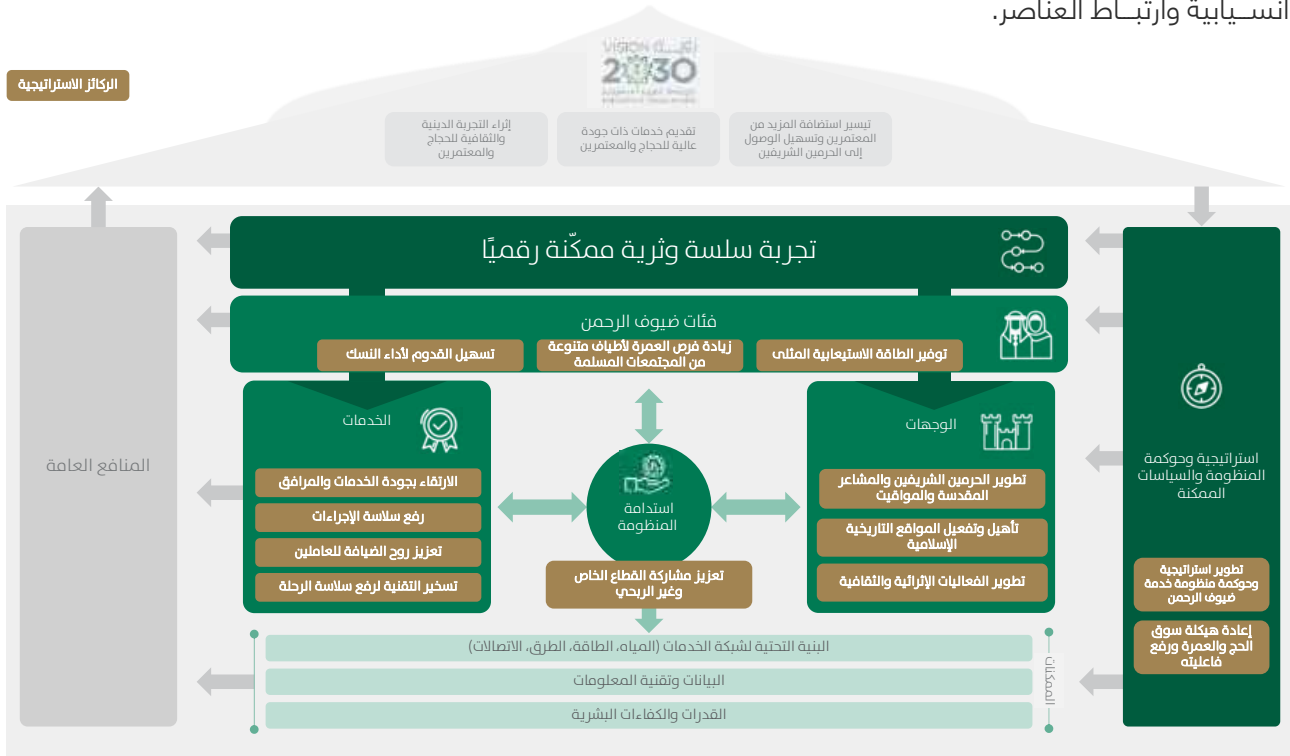 انسـيابية وارتبـاط العناصر.
الركائز الاستراتيجية
VISION رؤية
2030
تيسير استضافة المزيد من
المعتمرين وتسهيل الوصول
إلى الحرمين الشريفين
تقديم خدمات ذات جودة
عالية للحجاج والمعتمرين
إثراء التجربة الدينية
والثقافية للحجاج
والمعتمرين
تجربة سلسة وثرية ممكّنة رقميًا
فئات ضيوف الرحمن
توفير الطاقة الاستيعابية المثلى
زيادة فرص العمرة لأطياف متنوعة
من المجتمعات المسلمة
تسهيل القدوم لأداء النسك
استراتيجية وحوكمة
المنظومة والسياسات
الممكنة
تطوير استراتيجية
وحوكمة منظومة خدمة
ضيوف الرحمن
إعادة هيكلة سوق
الحج والعمرة ورفع
فاعليته
الوجهات
تطوير الحرمين الشريفين والمشاعر
المقدسة والمواقيت
تأهيل وتفعيل المواقع التاريخية
الإسلامية
تطوير الفعاليات الإثرائية والثقافية
استدامة
المنظومة
تعزيز مشاركة القطاع الخاص
وغير الربحي
الخدمات
الارتقاء بجودة الخدمات والمرافق
رفع سلاسة الإجراءات
تعزيز روح الضيافة للعاملين
تسخير التقنية لرفع سلاسة الرحلة
المنافع العامة
الممكنات
البنية التحتية لشبكة الخدمات (المياه، الطاقة، الطرق، الاتصالات)
البيانات وتقنية المعلومات
القدرات والكفاءات البشرية